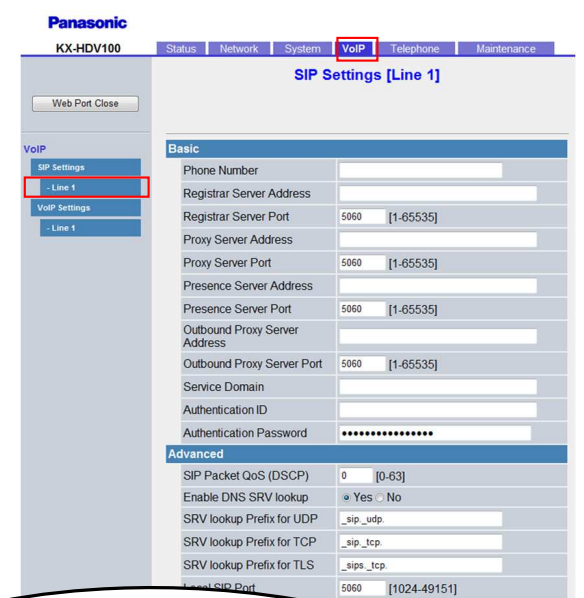 Panasonic
KX-HDV100
Status Network System VoIP Telephone Maintenance
SIP Settings [Line 1]
Web Port Close
VoIP
SIP Settings
- Line 1
VoIP Settings
- Line 1
Basic
Phone Number
Registrar Server Address
Registrar Server Port 5060 [1-65535]
Proxy Server Address
Proxy Server Port 5060 [1-65535]
Presence Server Address
Presence Server Port 5060 [1-65535]
Outbound Proxy Server
Address
Outbound Proxy Server Port 5060 [1-65535]
Service Domain
Authentication ID
Authentication Password ••••••••••••••••
Advanced
SIP Packet QoS (DSCP) 0 [0-63]
Enable DNS SRV lookup Yes No
SRV lookup Prefix for UDP _sip._udp.
SRV lookup Prefix for TCP _sip._tcp.
SRV lookup Prefix for TLS _sips._tcp.
Local SIP Port 5060 [1024-49151]